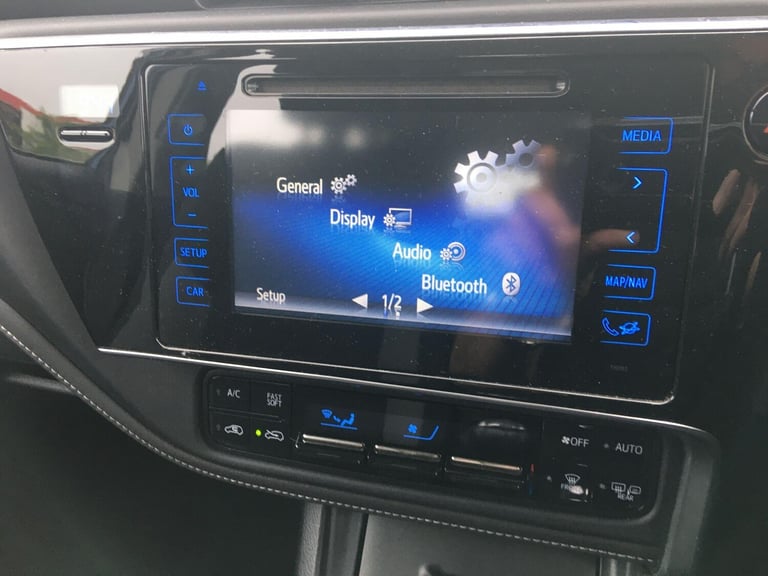 MEDIA
VOL
SETUP
CAR
MAP/NAV
General
Display
Audio
Bluetooth
Setup
1/2
A/C
FAST
SOFT
OFF
AUTO
FRONT
REAR